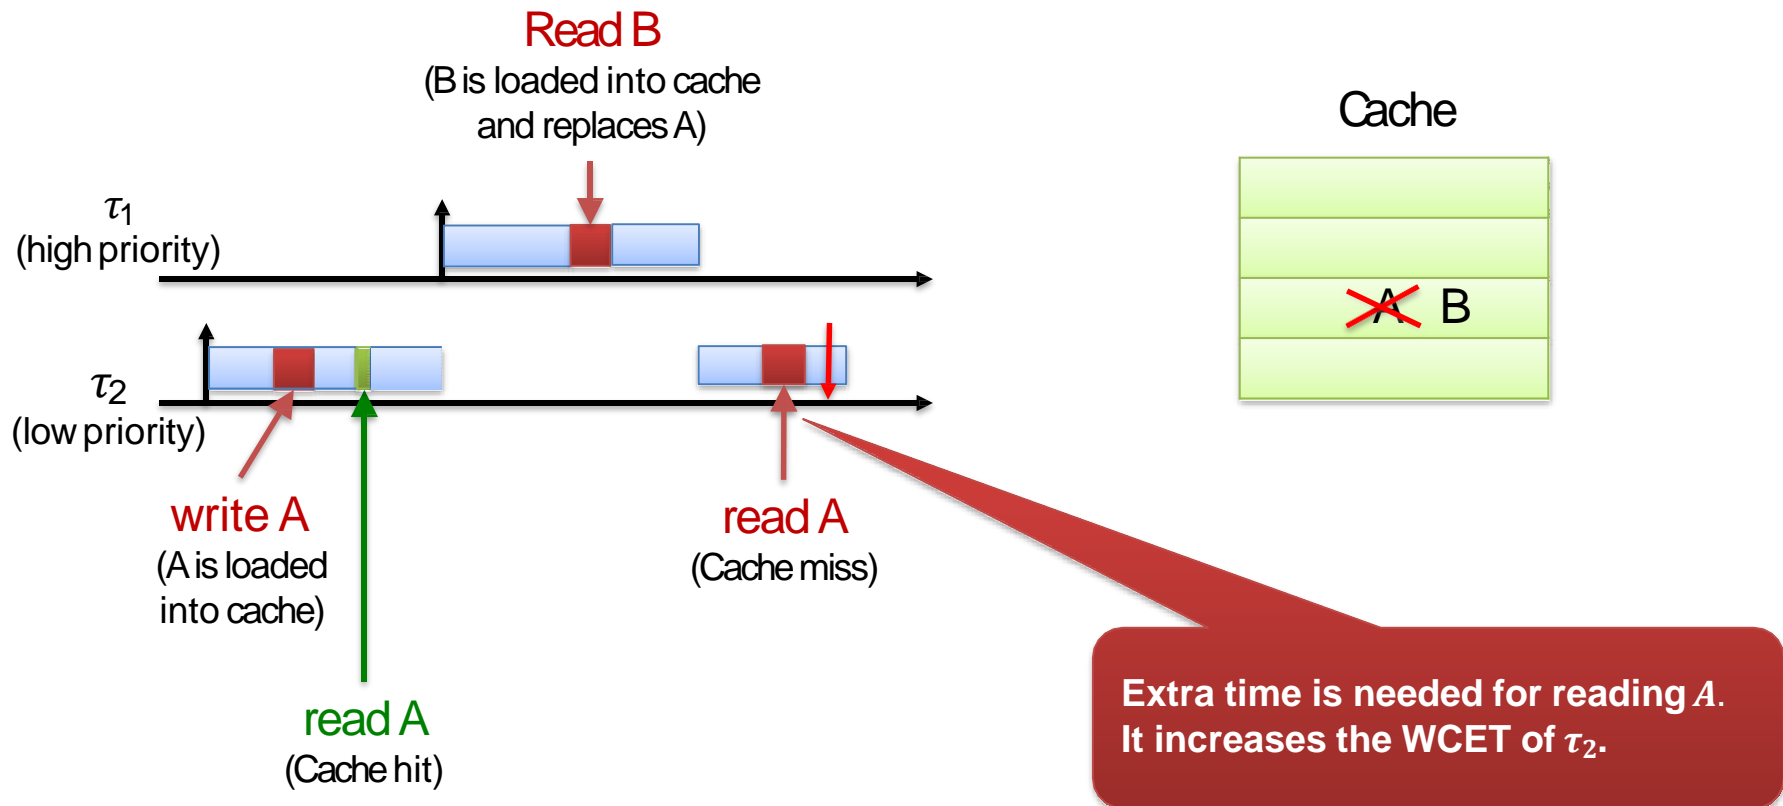 Read B
(B is loaded into cache
and replaces A)
Cache
τ1
(high priority)
A B
τ2
(low priority)
write A
(A is loaded
into cache)
read A
(Cache miss)
read A
(Cache hit)
Extra time is needed for reading A.
It increases the WCET of τ2.